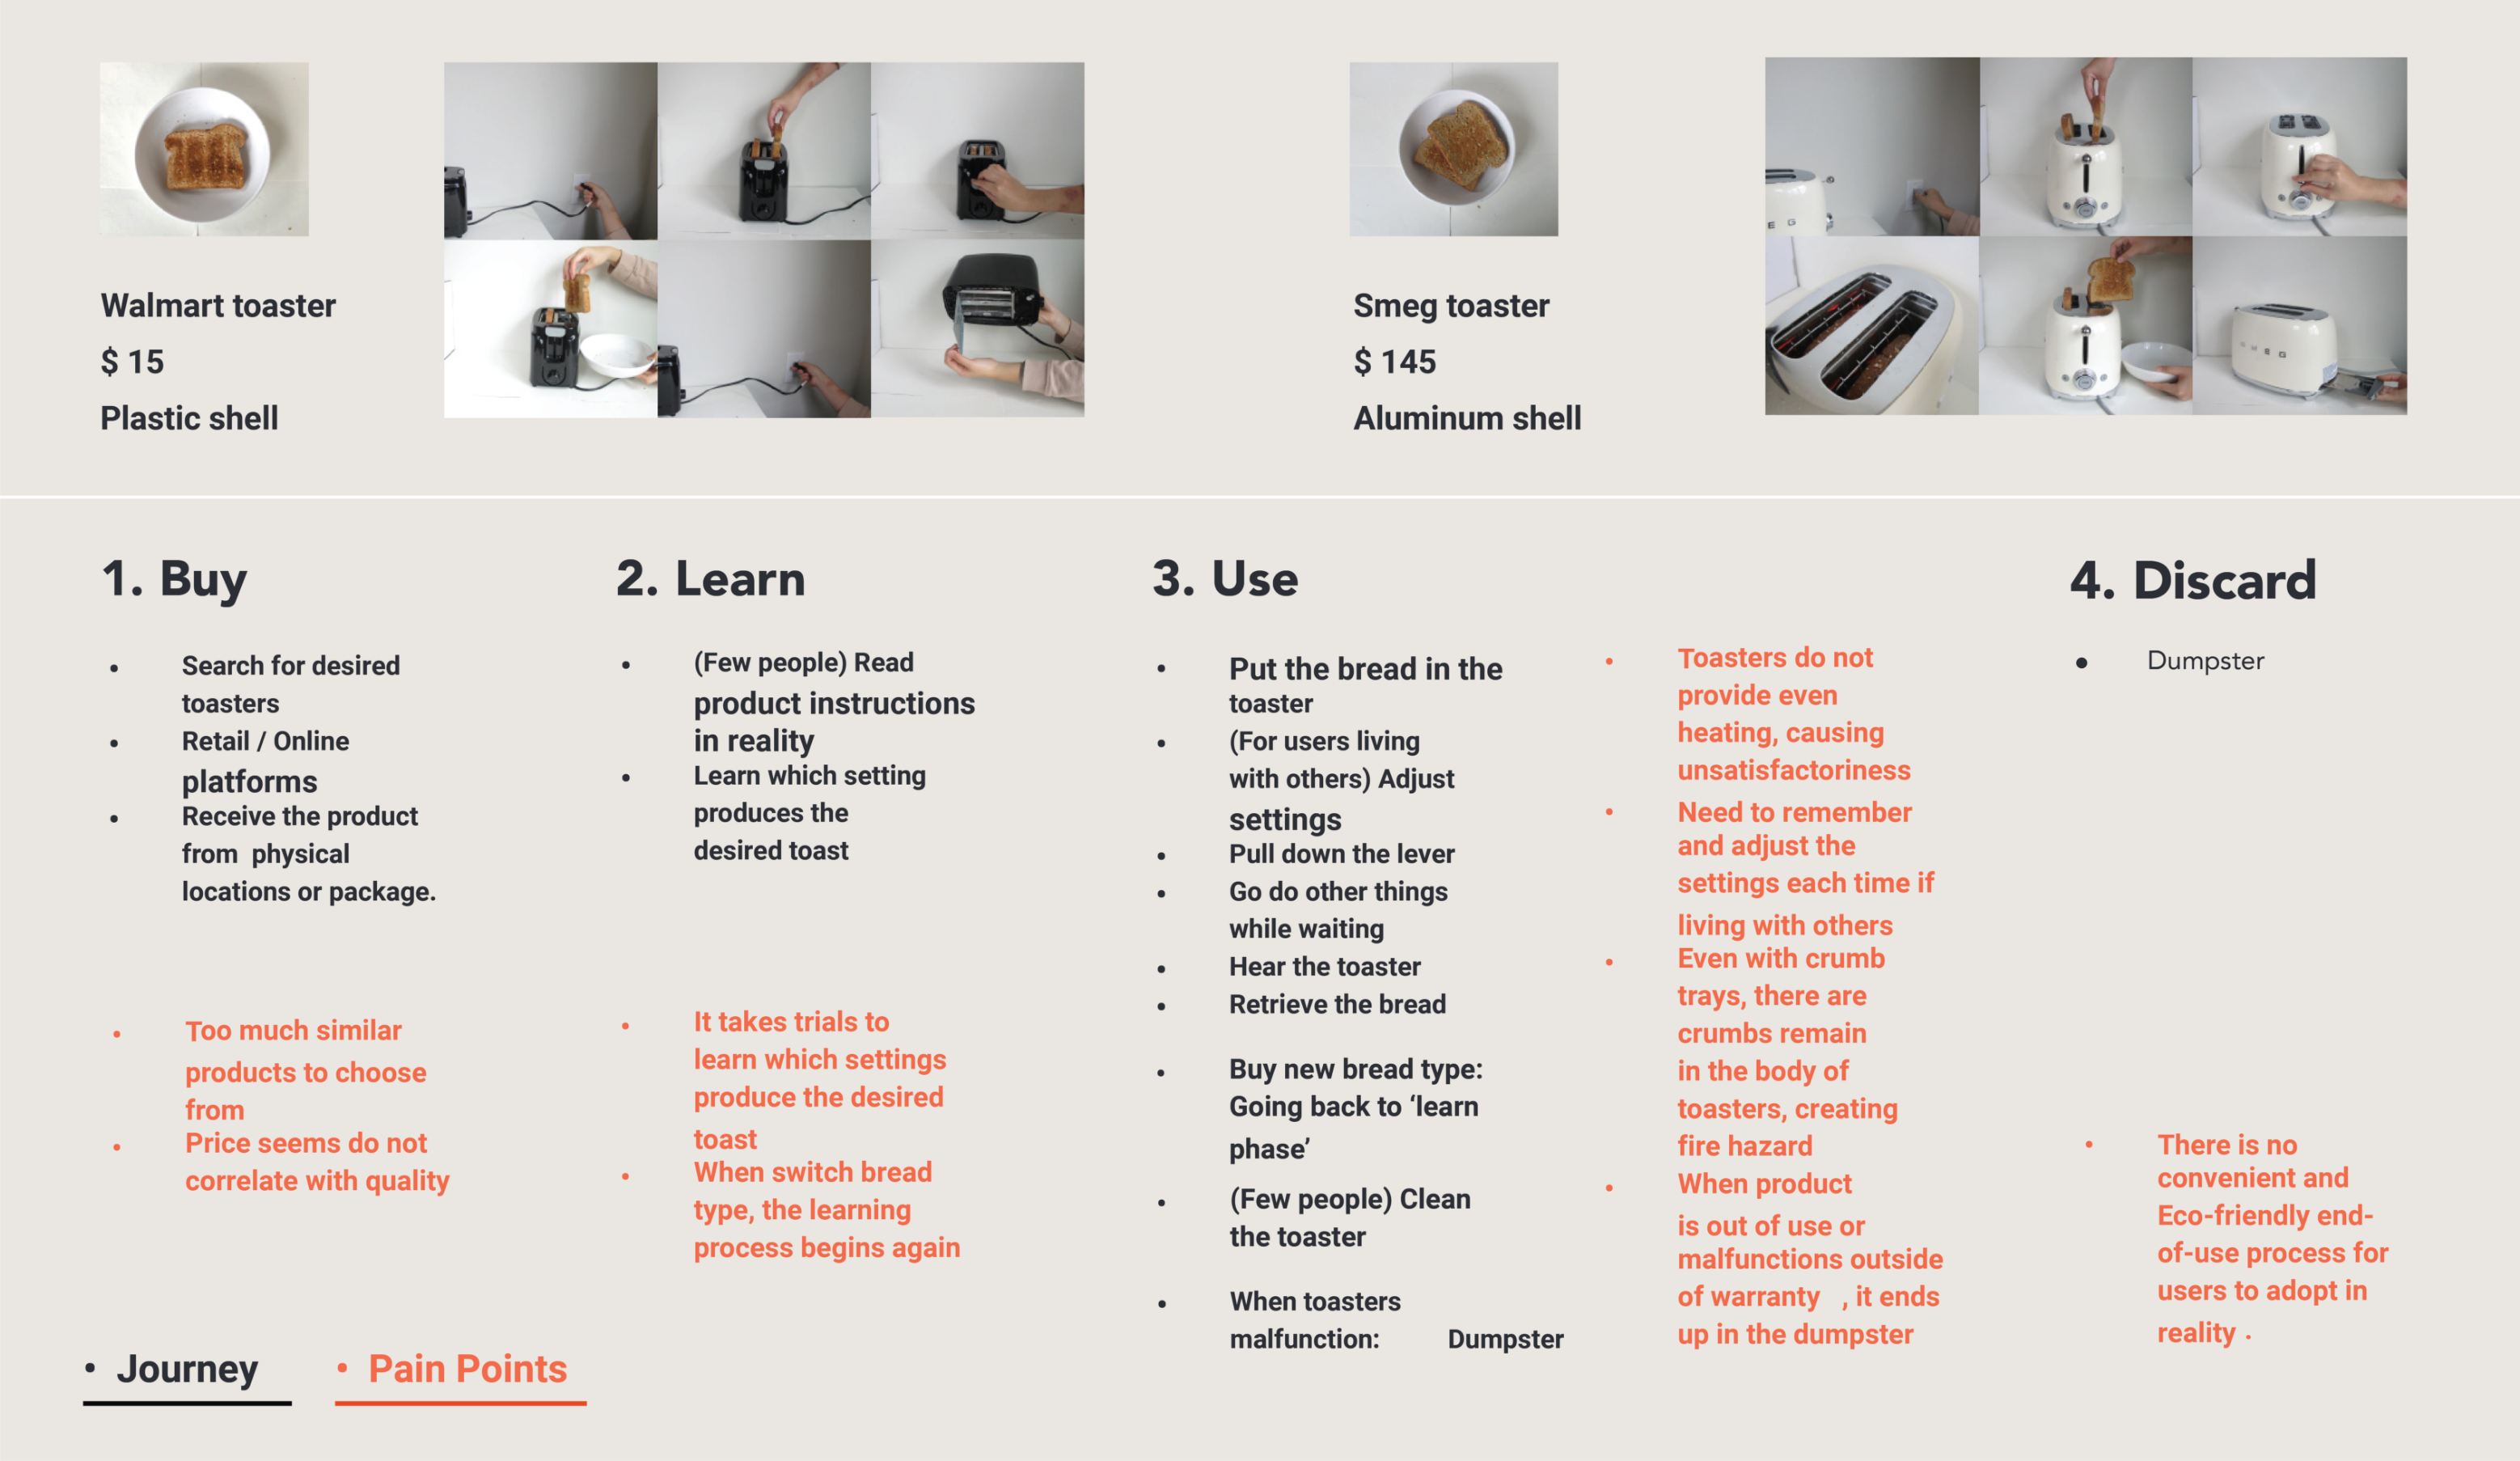 Walmart toaster
$ 15
Plastic shell
Smeg toaster
$ 145
Aluminum shell
E G
S M E G
1. Buy
• Search for desired
toasters
• Retail / Online
platforms
• Receive the product
from physical
locations or package.
• Too much similar
products to choose
from
• Price seems do not
correlate with quality
2. Learn
• (Few people) Read
product instructions
in reality
• Learn which setting
produces the
desired toast
• It takes trials to
learn which settings
produce the desired
toast
• When switch bread
type, the learning
process begins again
3. Use
• Put the bread in the
toaster
• (For users living
with others) Adjust
settings
• Pull down the lever
• Go do other things
while waiting
• Hear the toaster
• Retrieve the bread
• Buy new bread type:
Going back to ‘learn
phase’
• (Few people) Clean
the toaster
• When toasters
malfunction: Dumpster
• Toasters do not
provide even
heating, causing
unsatisfactoriness
• Need to remember
and adjust the
settings each time if
living with others
• Even with crumb
trays, there are
crumbs remain
in the body of
toasters, creating
fire hazard
• When product
is out of use or
malfunctions outside
of warranty , it ends
up in the dumpster
4. Discard
• Dumpster
• There is no
convenient and
Eco-friendly end-
of-use process for
users to adopt in
reality .
• Journey
• Pain Points